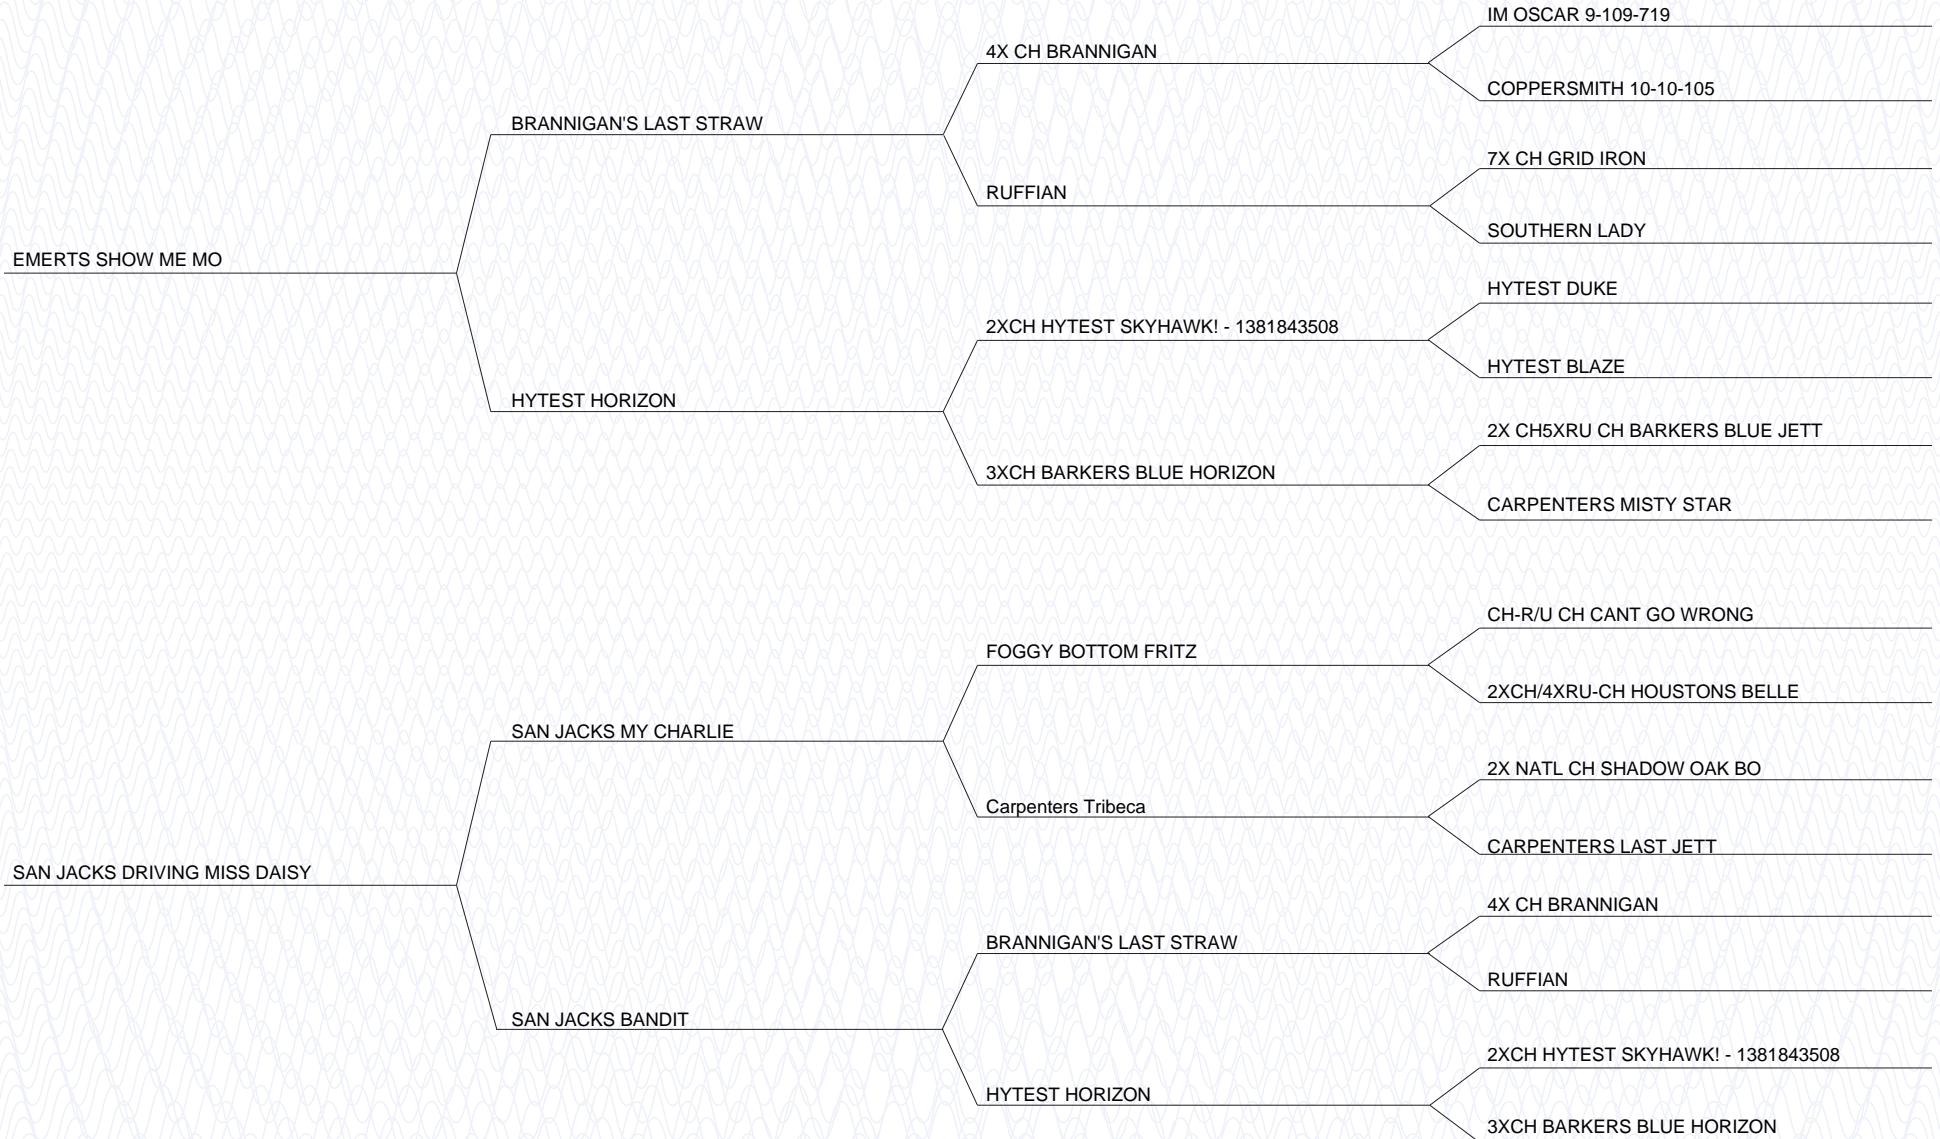 IM OSCAR 9-109-719
4X CH BRANNIGAN
COPPERSMITH 10-10-105
BRANNIGAN'S LAST STRAW
7X CH GRID IRON
RUFFIAN
SOUTHERN LADY
EMERTS SHOW ME MO
HYTEST DUKE
2XCH HYTEST SKYHAWK! - 1381843508
HYTEST BLAZE
HYTEST HORIZON
2X CH5XRU CH BARKERS BLUE JETT
3XCH BARKERS BLUE HORIZON
CARPENTERS MISTY STAR
CH-R/U CH CANT GO WRONG
FOGGY BOTTOM FRITZ
2XCH/4XRU-CH HOUSTONS BELLE
SAN JACKS MY CHARLIE
2X NATL CH SHADOW OAK BO
Carpenters Tribeca
CARPENTERS LAST JETT
SAN JACKS DRIVING MISS DAISY
4X CH BRANNIGAN
BRANNIGAN'S LAST STRAW
RUFFIAN
SAN JACKS BANDIT
2XCH HYTEST SKYHAWK! - 1381843508
HYTEST HORIZON
3XCH BARKERS BLUE HORIZON